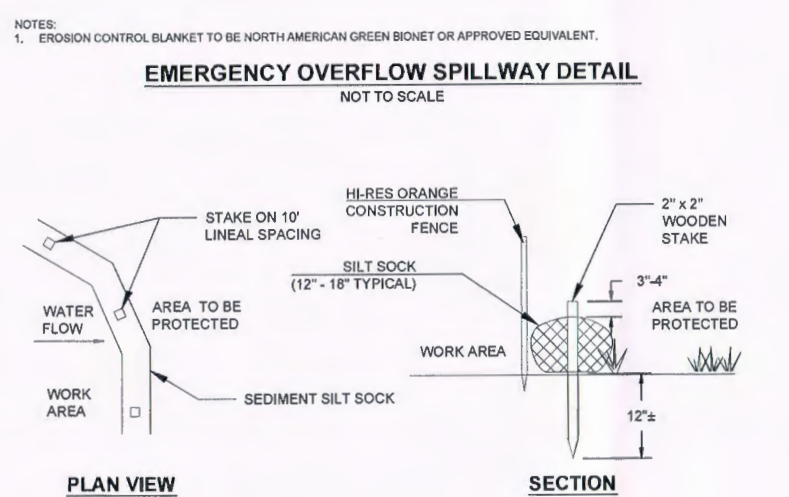 NOTES:
1. EROSION CONTROL BLANKET TO BE NORTH AMERICAN GREEN BIONET OR APPROVED EQUIVALENT.
EMERGENCY OVERFLOW SPILLWAY DETAIL
NOT TO SCALE
STAKE ON 10'
LINEAL SPACING
WATER
FLOW
AREA TO BE
PROTECTED
WORK
AREA
SEDIMENT SILT SOCK
PLAN VIEW
HI-RES ORANGE
CONSTRUCTION
FENCE
SILT SOCK
(12" - 18" TYPICAL)
WORK AREA
2" x 2"
WOODEN
STAKE
3"-4"
AREA TO BE
PROTECTED
12"±
SECTION